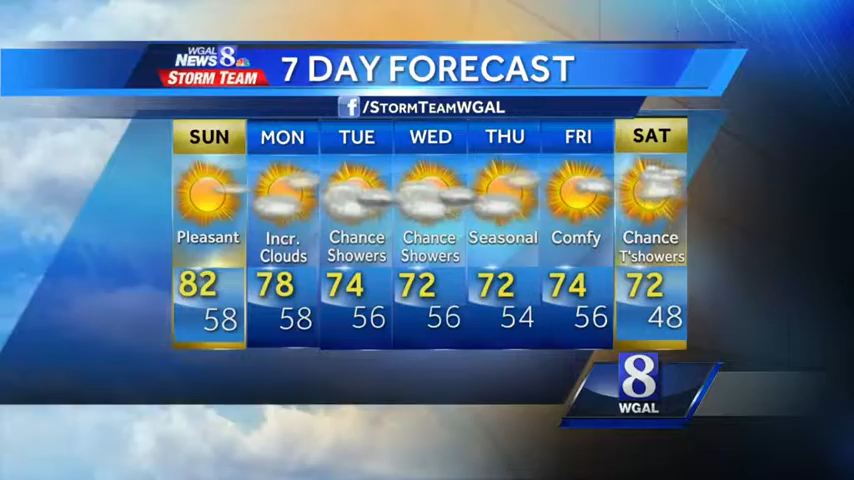 WGAL
NEWS 8
STORM TEAM
7 DAY FORECAST
f /STORMTEAMWGAL
SUN MON TUE WED THU FRI SAT
Pleasant Incr. Clouds Chance Showers Chance Showers Seasonal Comfy Chance T'showers
82 78 74 72 72 74 72
58 58 56 56 54 56 48
8
WGAL